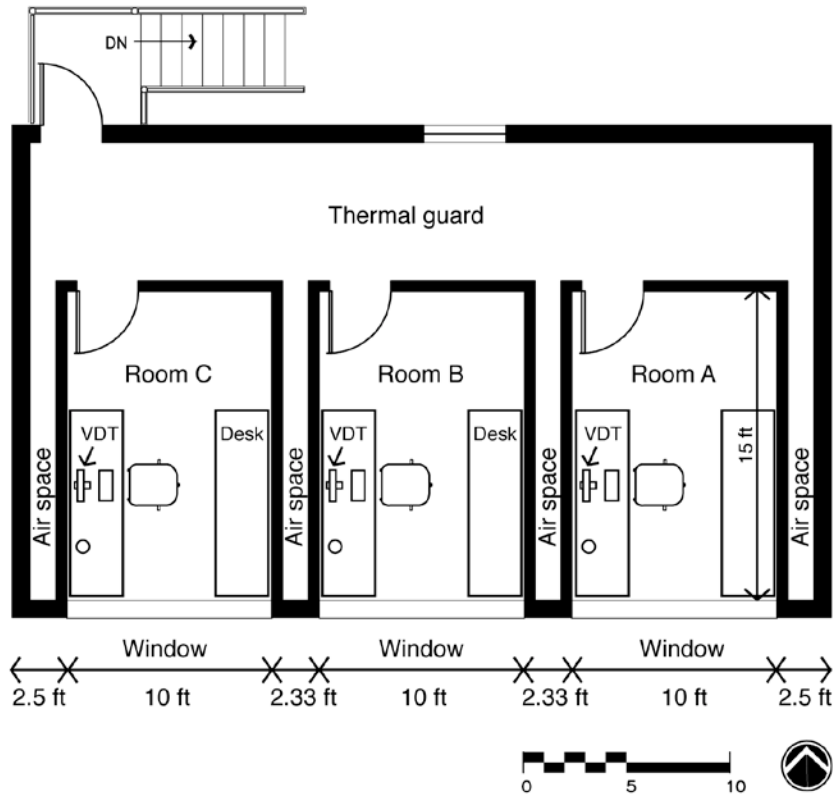 DN
Thermal guard
Room C
Room B
Room A
VDT
Desk
VDT
Desk
VDT
15 ft
Air space
Air space
Air space
Air space
Window
Window
Window
2.5 ft
10 ft
2.33 ft
10 ft
2.33 ft
10 ft
2.5 ft
0
5
10